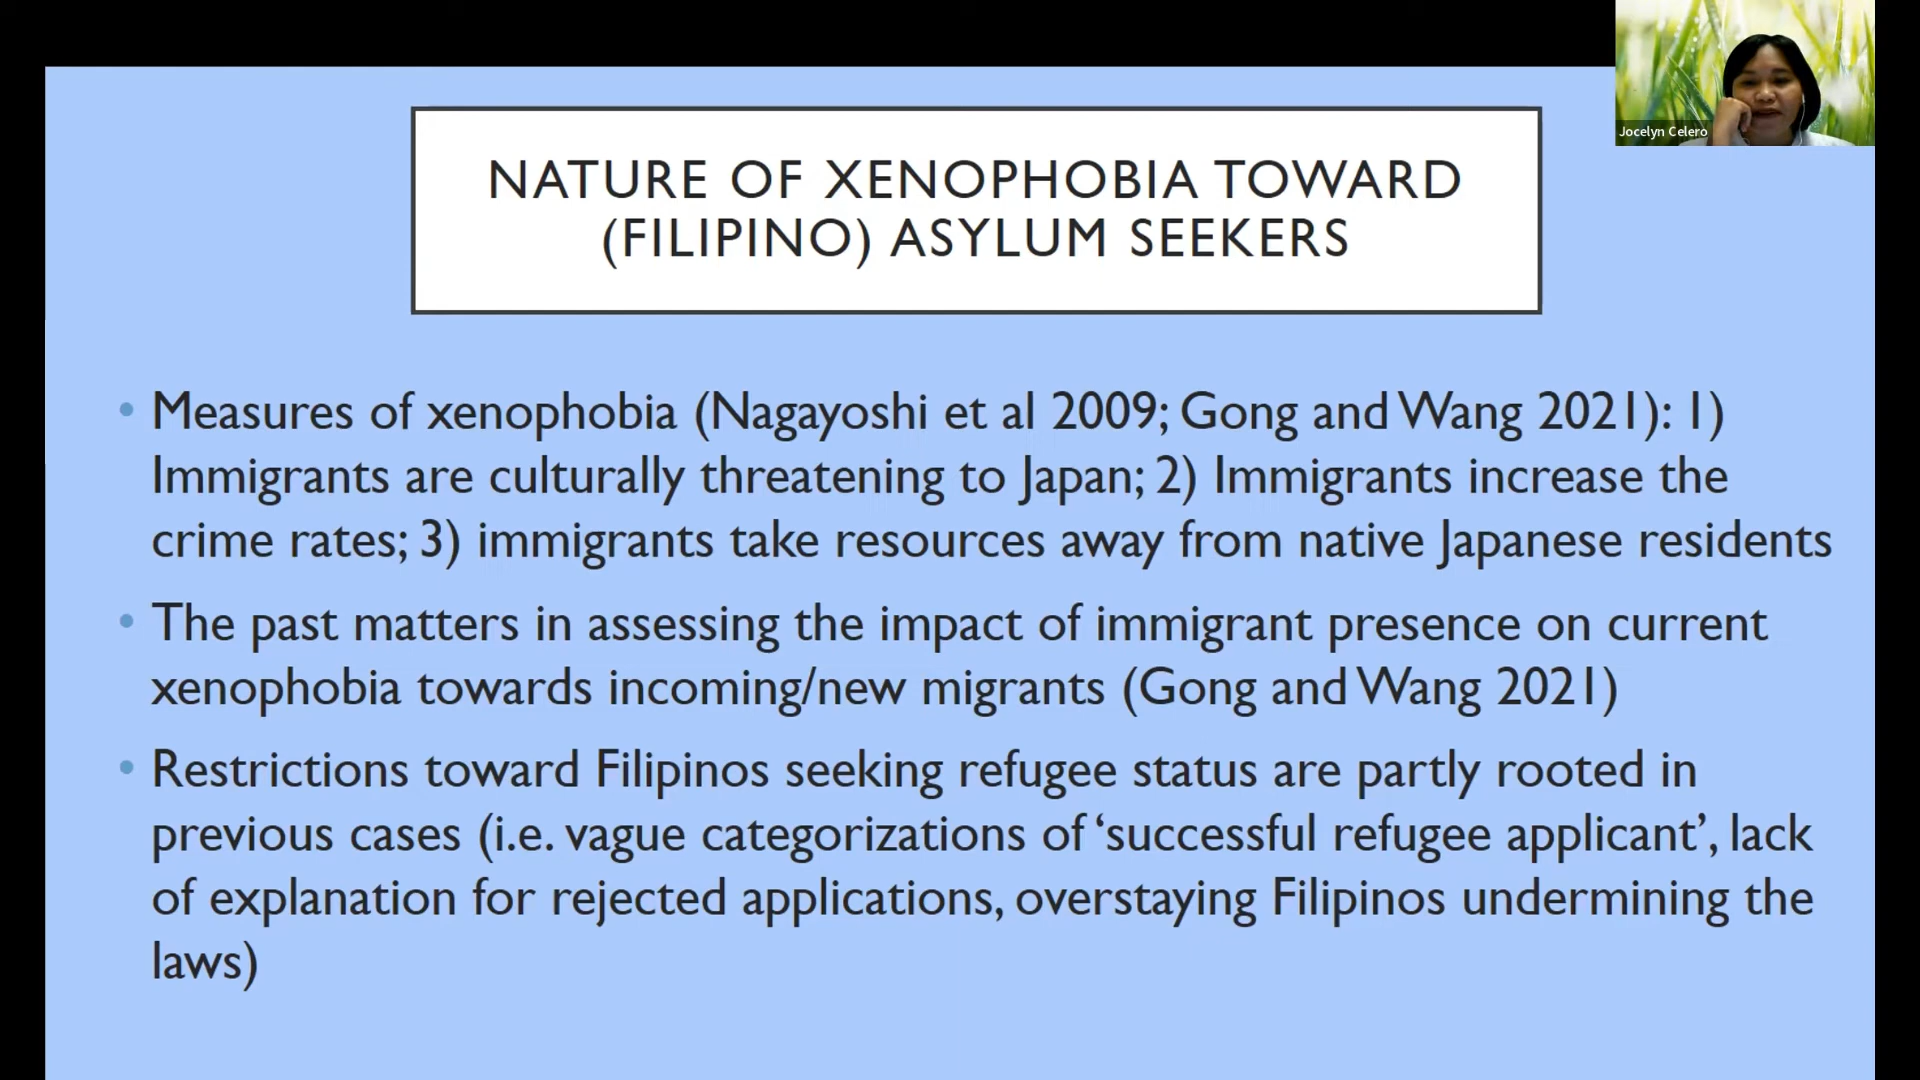 Jocelyn Celero
NATURE OF XENOPHOBIA TOWARD
(FILIPINO) ASYLUM SEEKERS
• Measures of xenophobia (Nagayoshi et al 2009; Gong and Wang 2021): 1)
Immigrants are culturally threatening to Japan; 2) Immigrants increase the
crime rates; 3) immigrants take resources away from native Japanese residents
• The past matters in assessing the impact of immigrant presence on current
xenophobia towards incoming/new migrants (Gong and Wang 2021)
• Restrictions toward Filipinos seeking refugee status are partly rooted in
previous cases (i.e. vague categorizations of ‘successful refugee applicant’, lack
of explanation for rejected applications, overstaying Filipinos undermining the
laws)